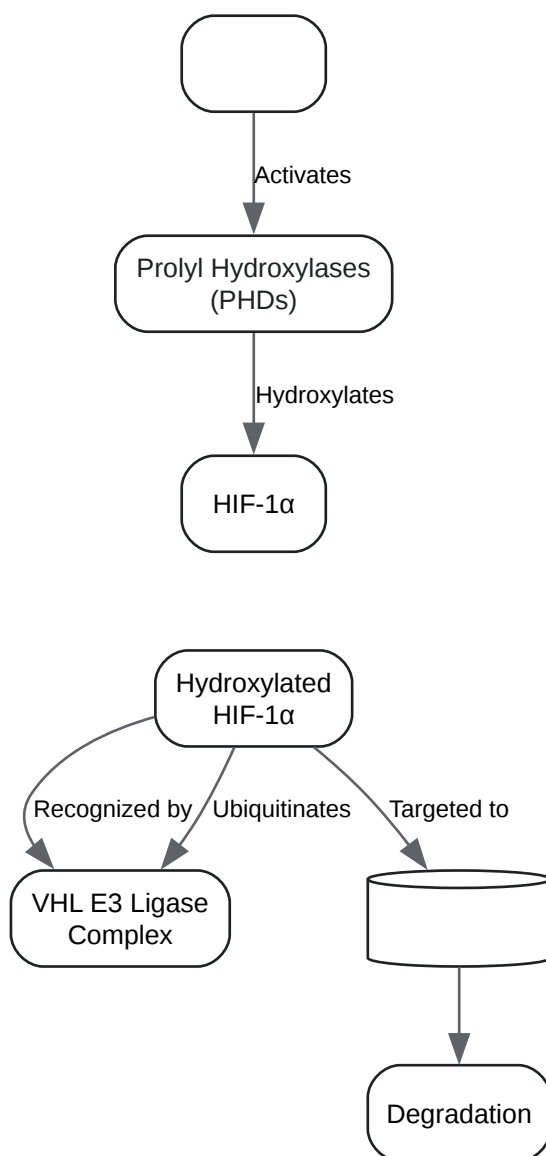 Activates
Prolyl Hydroxylases
(PHDs)
Hydroxylates
HIF-1α
Hydroxylated
HIF-1α
Recognized by
Ubiquitinates
Targeted to
VHL E3 Ligase
Complex
Degradation